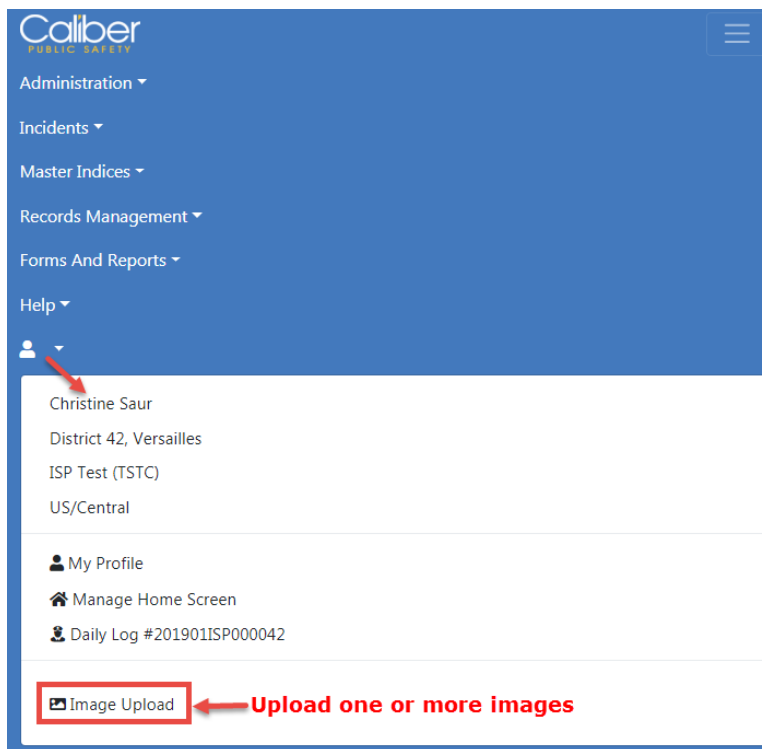 Caliber
PUBLIC SAFETY
Administration
Incidents
Master Indices
Records Management
Forms And Reports
Help
Christine Saur
District 42, Versailles
ISP Test (TSTC)
US/Central
My Profile
Manage Home Screen
Daily Log #201901ISP000042
Image Upload Upload one or more images